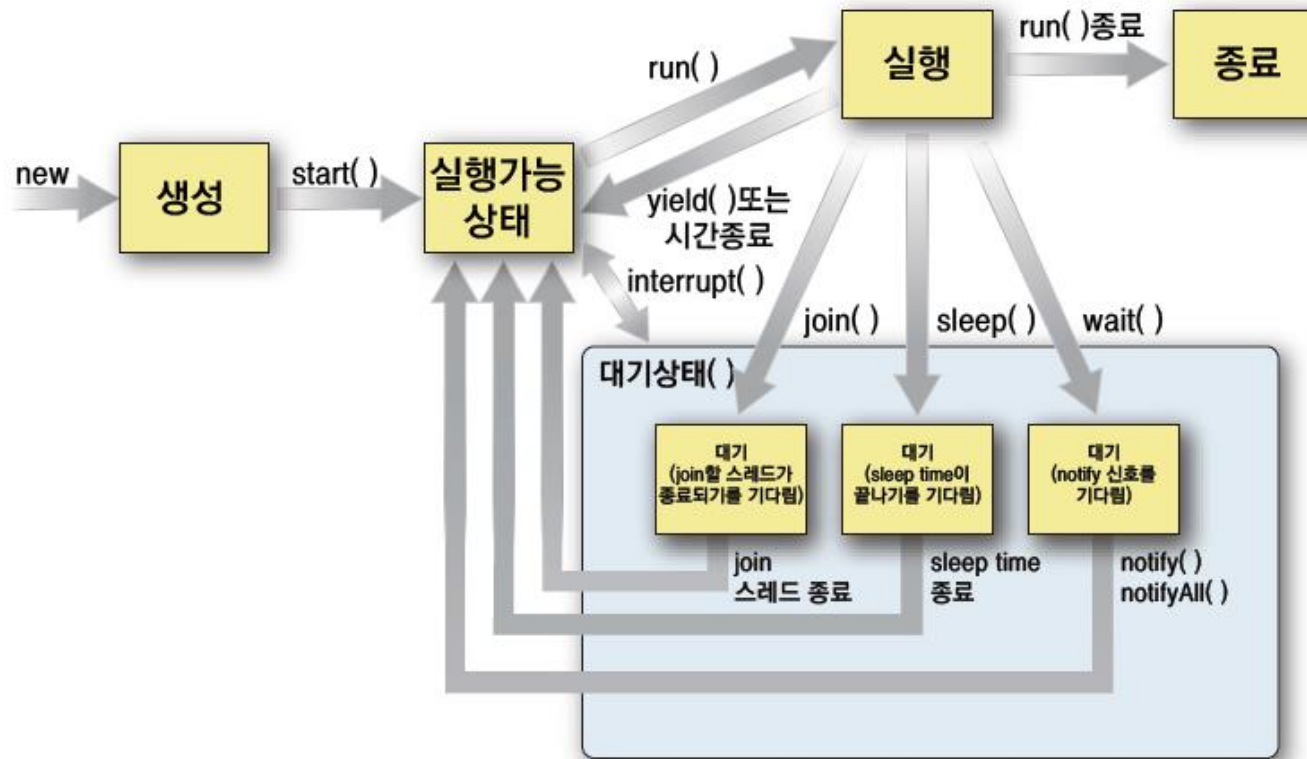 new
생성
start( )
실행가능
상태
run( )
yield( )또는
시간종료
interrupt( )
실행
run( )종료
종료
join( )
sleep( )
wait( )
대기상태( )
대기
(join할 스레드가
종료되기를 기다림)
대기
(sleep time이
끝나기를 기다림)
대기
(notify 신호를
기다림)
join
스레드 종료
sleep time
종료
notify( )
notifyAll( )